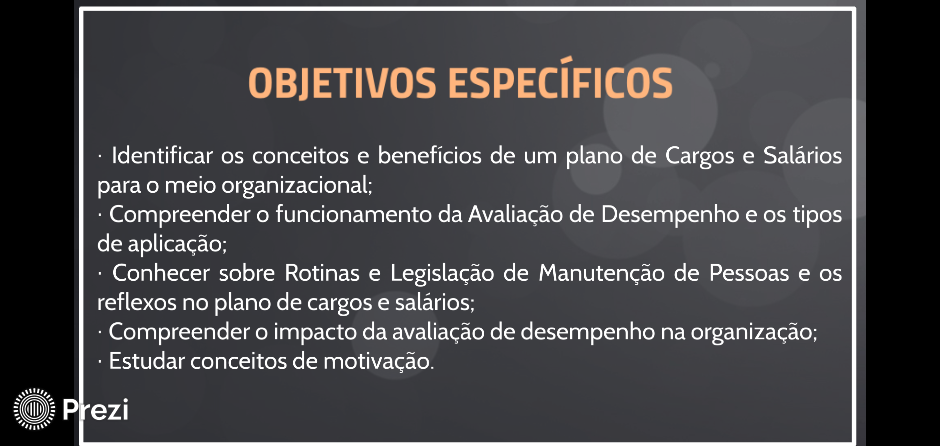 OBJETIVOS ESPECÍFICOS
· Identificar os conceitos e benefícios de um plano de Cargos e Salários
para o meio organizacional;
· Compreender o funcionamento da Avaliação de Desempenho e os tipos
de aplicação;
· Conhecer sobre Rotinas e Legislação de Manutenção de Pessoas e os
reflexos no plano de cargos e salários;
· Compreender o impacto da avaliação de desempenho na organização;
· Estudar conceitos de motivação.
Prezi